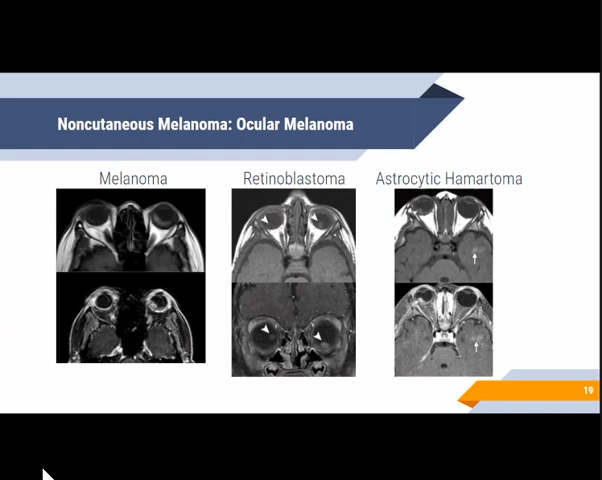 Noncutaneous Melanoma: Ocular Melanoma
Melanoma
Retinoblastoma
Astrocytic Hamartoma
19